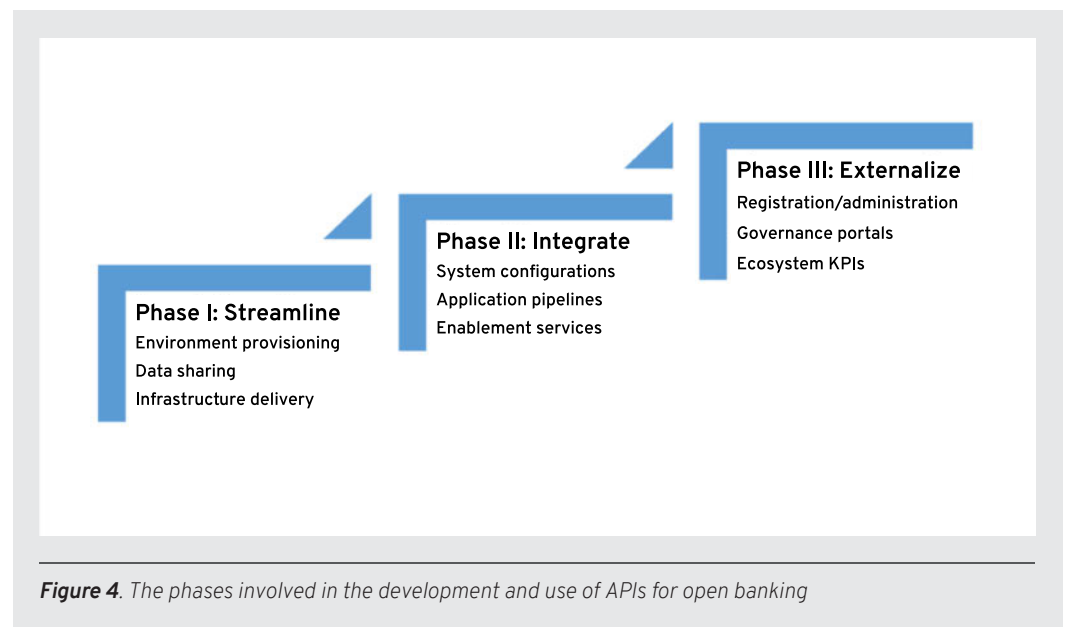 Phase I: Streamline
Environment provisioning
Data sharing
Infrastructure delivery
Phase II: Integrate
System configurations
Application pipelines
Enablement services
Phase III: Externalize
Registration/administration
Governance portals
Ecosystem KPIs
Figure 4. The phases involved in the development and use of APIs for open banking